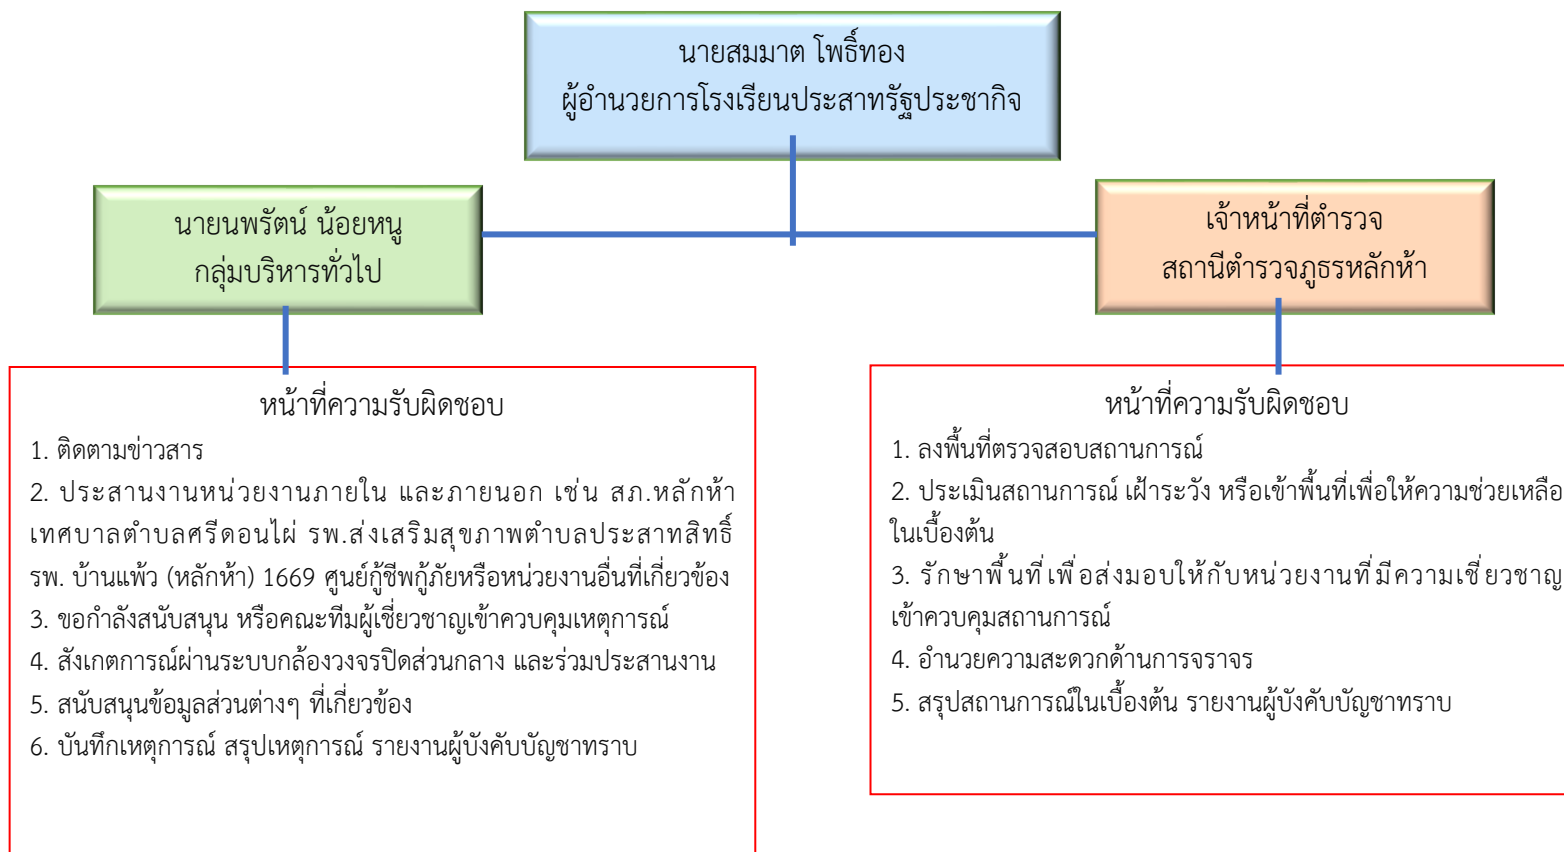 นายสมมาต โพธิ์ทอง
ผู้อำนวยการโรงเรียนประสาทรัฐประชากิจ
นายนพรัตน์ น้อยหนู
กลุ่มบริหารทั่วไป
เจ้าหน้าที่ตำรวจ
สถานีตำรวจภูธรหลักห้า
หน้าที่ความรับผิดชอบ
1. ติดตามข่าวสาร
2. ประสานงานหน่วยงานภายใน และภายนอก เช่น สภ.หลักห้า
เทศบาลตำบลศรีดอนไผ่ รพ.ส่งเสริมสุขภาพตำบลประสาทสิทธิ์
รพ. บ้านแพ้ว (หลักห้า) 1669 ศูนย์กู้ชีพกู้ภัยหรือหน่วยงานอื่นที่เกี่ยวข้อง
3. ขอกำลังสนับสนุน หรือคณะทีมผู้เชี่ยวชาญเข้าควบคุมเหตุการณ์
4. สังเกตการณ์ผ่านระบบกล้องวงจรปิดส่วนกลาง และร่วมประสานงาน
5. สนับสนุนข้อมูลส่วนต่างๆ ที่เกี่ยวข้อง
6. บันทึกเหตุการณ์ สรุปเหตุการณ์ รายงานผู้บังคับบัญชาทราบ
หน้าที่ความรับผิดชอบ
1. ลงพื้นที่ตรวจสอบสถานการณ์
2. ประเมินสถานการณ์ เฝ้าระวัง หรือเข้าพื้นที่เพื่อให้ความช่วยเหลือ
ในเบื้องต้น
3. รักษาพื้นที่เพื่อส่งมอบให้กับหน่วยงานที่มีความเชี่ยวชาญ
เข้าควบคุมสถานการณ์
4. อำนวยความสะดวกด้านการจราจร
5. สรุปสถานการณ์ในเบื้องต้น รายงานผู้บังคับบัญชาทราบ